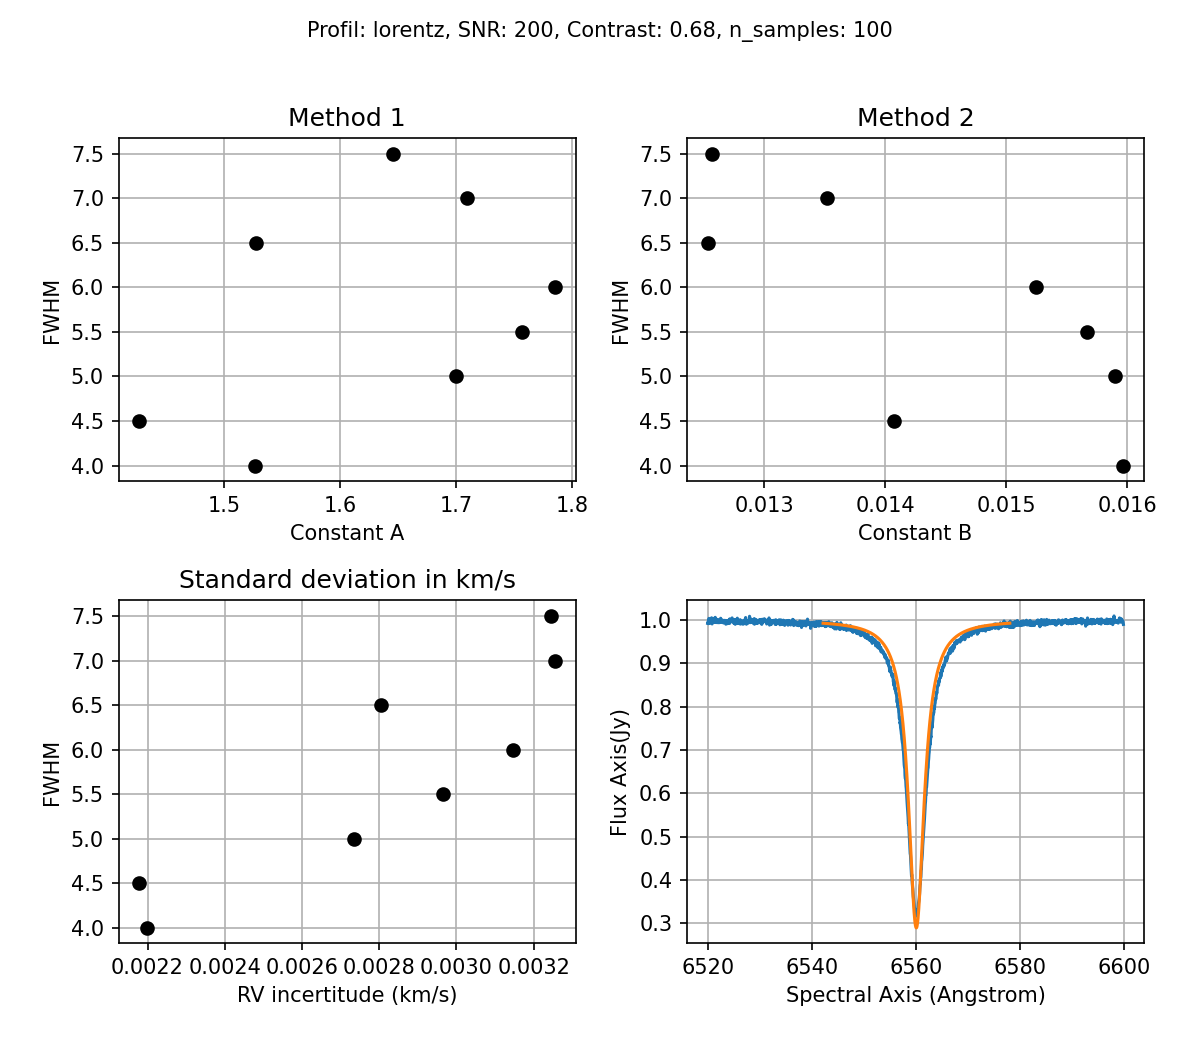 Profil: lorentz, SNR: 200, Contrast: 0.68, n_samples: 100
Method 1
7.5
7.0
6.5
6.0
5.5
5.0
4.5
4.0
FWHM
1.5 1.6 1.7 1.8
Constant A
Method 2
7.5
7.0
6.5
6.0
5.5
5.0
4.5
4.0
FWHM
0.013 0.014 0.015 0.016
Constant B
Standard deviation in km/s
7.5
7.0
6.5
6.0
5.5
5.0
4.5
4.0
FWHM
0.0022 0.0024 0.0026 0.0028 0.0030 0.0032
RV incertitude (km/s)
1.0
0.9
0.8
0.7
0.6
0.5
0.4
0.3
Flux Axis(Jy)
6520 6540 6560 6580 6600
Spectral Axis (Angstrom)